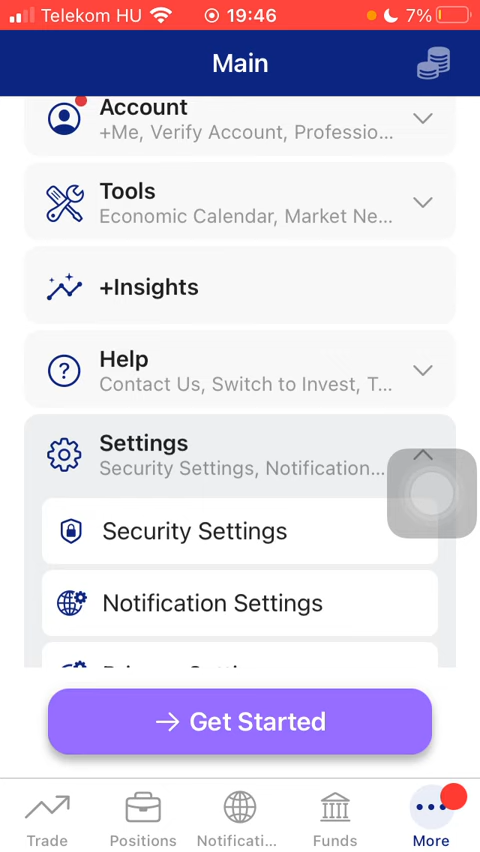 Telekom HU 19:46 7%
Main
Account
+Me, Verify Account, Professio...
Tools
Economic Calendar, Market Ne...
+Insights
Help
Contact Us, Switch to Invest, T...
Settings
Security Settings, Notification...
Security Settings
Notification Settings
→ Get Started
Trade Positions Notificati... Funds More